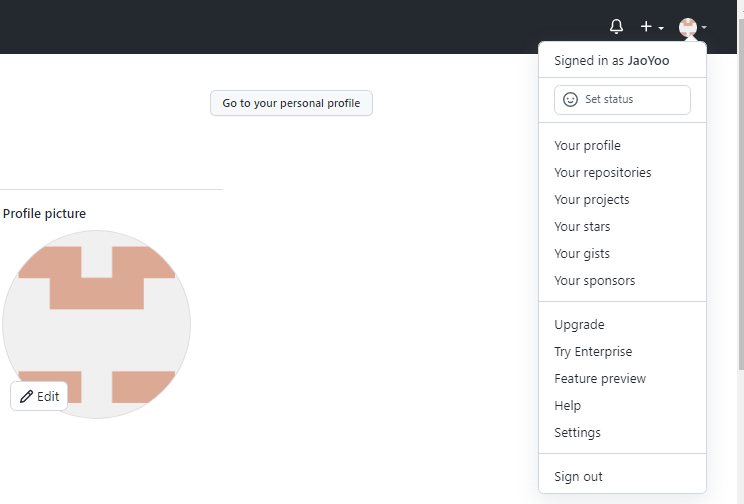 Signed in as JaoYoo
Set status
Go to your personal profile
Your profile
Your repositories
Your projects
Your stars
Your gists
Your sponsors
Profile picture
Edit
Upgrade
Try Enterprise
Feature preview
Help
Settings
Sign out